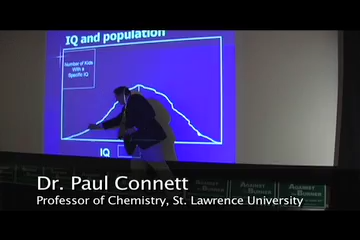 IQ and population
Number of Kids
With a
Specific IQ
IQ
Dr. Paul Connett
Professor of Chemistry, St. Lawrence University